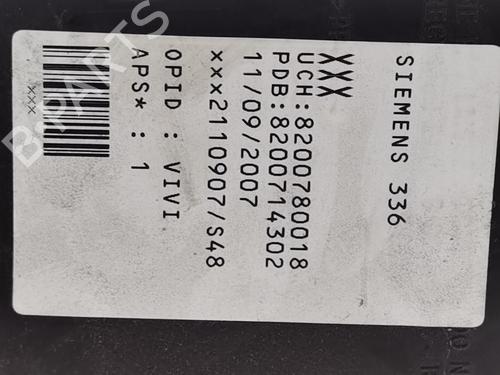 SIEMENS 336
XXX
UCH:8200780018
PDB:8200714302
11/09/2007
xxx2110907/S48
OPID : VIVI
APS* : 1
xxx
B-PARTS